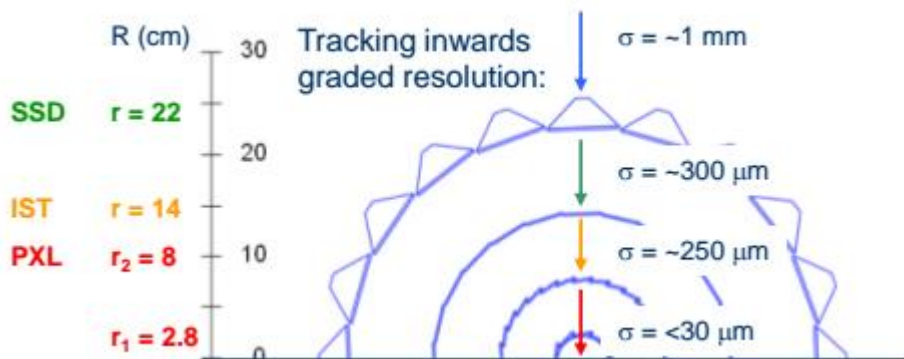 R (cm)
30
Tracking inwards
graded resolution:
σ = ~1 mm
SSD r = 22
20
σ = ~300 μm
IST r = 14
PXL r₂ = 8
10
σ = ~250 μm
r₁ = 2.8
0
σ = <30 μm